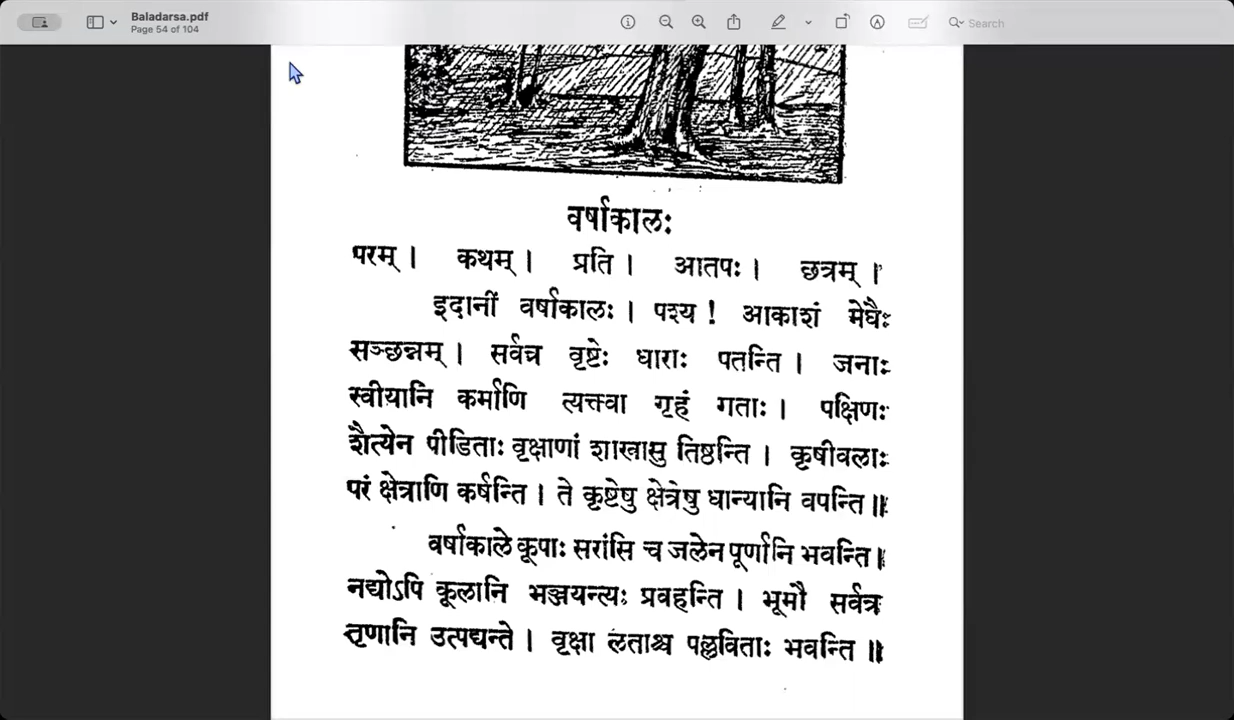 Baladarsa.pdf
Page 54 of 104
Search
वर्षाकालः
परम् । कथम् । प्रति । आतपः । छत्रम् ।
इदानीं वर्षाकालः । पश्य ! आकाशं मेघैः
सञ्छन्नम् । सर्वत्र वृष्टेः धाराः पतन्ति । जनाः
स्वीयानि कर्माणि त्यक्त्वा गृहं गताः । पक्षिणः
शैत्येन पीडिताः वृक्षाणां शाखासु तिष्ठन्ति । कृषीवलाः
परं क्षेत्राणि कर्षन्ति । ते कृष्टेषु क्षेत्रेषु धान्यानि वपन्ति ॥
वर्षाकाले कूपाः सरांसि च जलेन पूर्णानि भवन्ति ।
नद्योऽपि कूलानि भञ्जयन्त्यः प्रवहन्ति । भूमौ सर्वत्र
तृणानि उत्पद्यन्ते । वृक्षा लताश्च पल्लविताः भवन्ति ॥